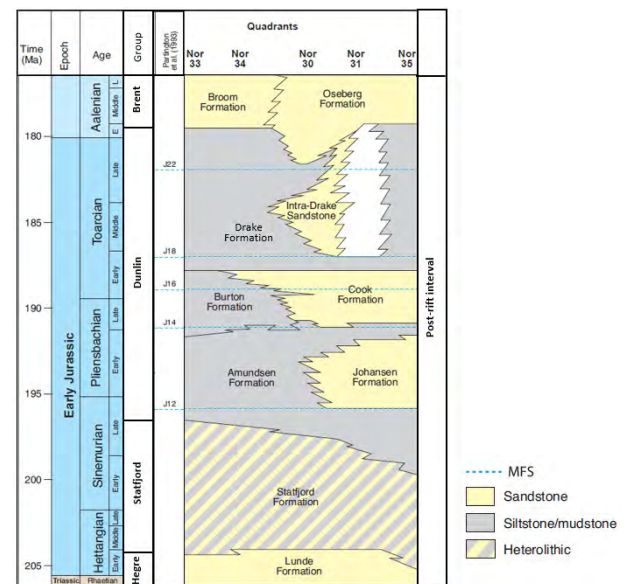 Quadrants
Time
(Ma)
Epoch
Age
Group
Partington
et al. (1993)
Nor
33
Nor
34
Nor
30
Nor
31
Nor
35
180
185
190
195
200
205
Early Jurassic
Triassic
Aalenian
Toarcian
Pliensbachian
Sinemurian
Hettangian
Rhaetian
L
Middle
E
Late
Middle
Early
Late
Early
Late
Early
Late
Middle
Early
Brent
Dunlin
Statfjord
Hegre
J22
J18
J16
J14
J12
Broom
Formation
Oseberg
Formation
Intra-Drake
Sandstone
Drake
Formation
Burton
Formation
Cook
Formation
Amundsen
Formation
Johansen
Formation
Statfjord
Formation
Lunde
Formation
Post-rift interval
MFS
Sandstone
Siltstone/mudstone
Heterolithic